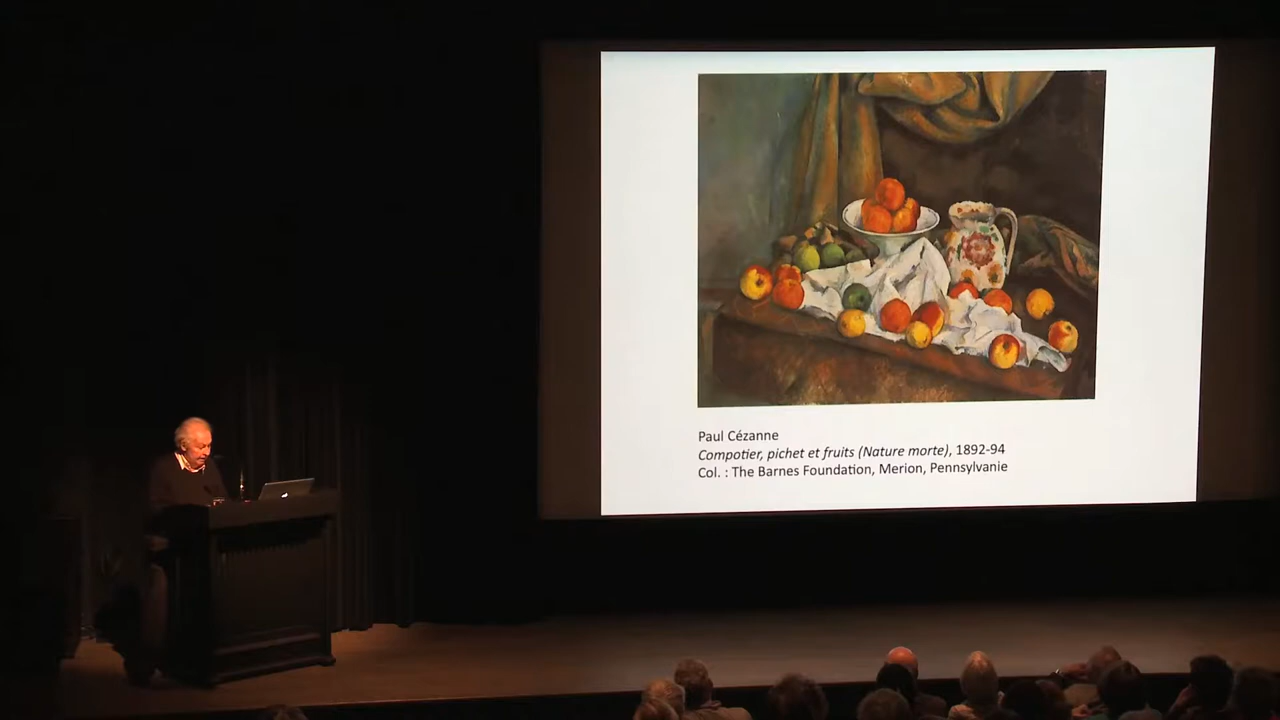 Paul Cézanne
Compotier, pichet et fruits (Nature morte), 1892-94
Col. : The Barnes Foundation, Merion, Pennsylvanie